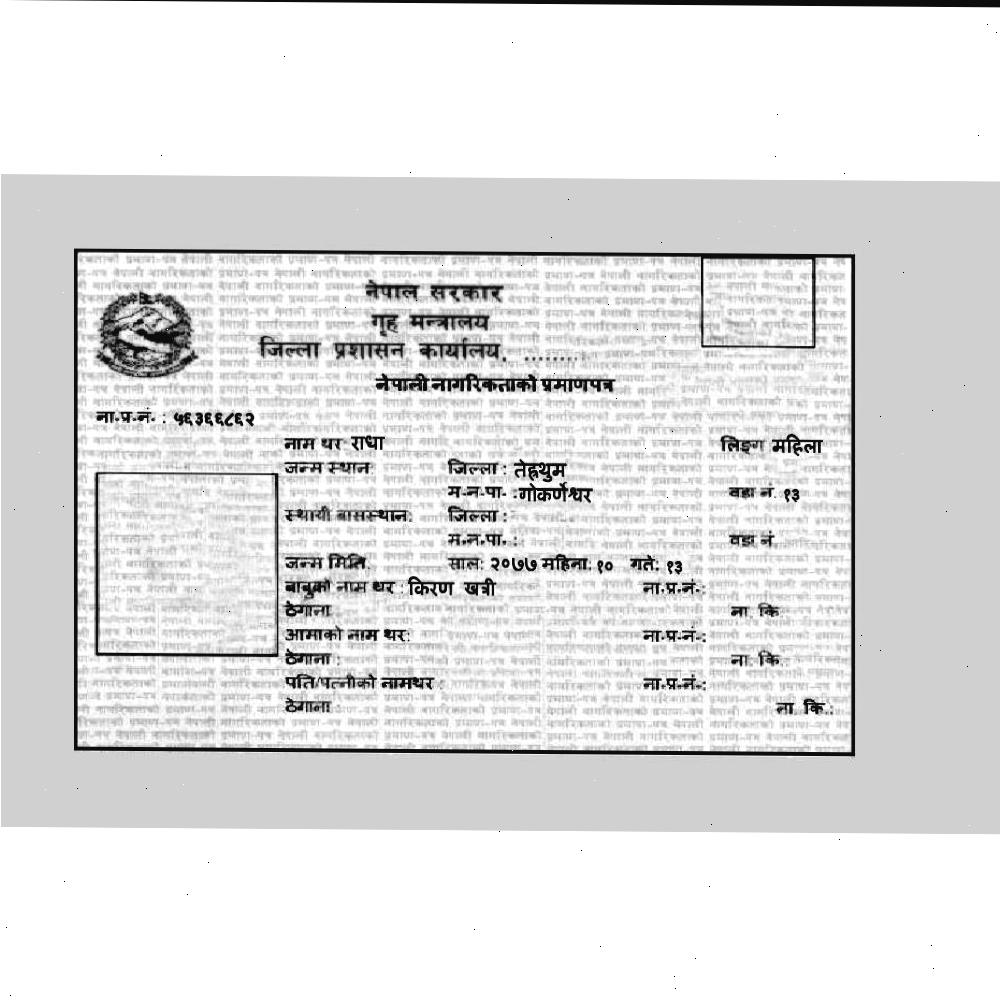 नेपाल सरकार
गृह मन्त्रालय
जिल्ला प्रशासन कार्यालय, .........
नेपाली नागरिकताको प्रमाणपत्र
ना.प्र.नं. : ५६३६६८६२
नाम थर राधा लिङ्ग महिला
जन्म स्थान: जिल्ला : तेह्रथुम
म.न.पा. :गोकर्णेश्वर वडा नं. १३
स्थायी बासस्थान: जिल्ला :
म.न.पा. : वडा नं
जन्म मिति: साल: २०७७ महिना: १० गते: १३
बाबुको नाम थर : किरण खत्री ना.प्र.नं.:
ठेगाना : ना. कि.:
आमाको नाम थर: ना.प्र.नं.:
ठेगाना : ना. कि.:
पति/पत्नीको नामथर : ना.प्र.नं.:
ठेगाना : ना. कि.: